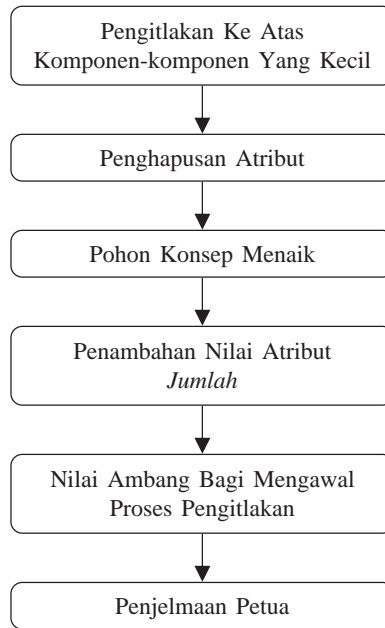 Pengitlakan Ke Atas
Komponen-komponen Yang Kecil
Penghapusan Atribut
Pohon Konsep Menaik
Penambahan Nilai Atribut
Jumlah
Nilai Ambang Bagi Mengawal
Proses Pengitlakan
Penjelmaan Petua